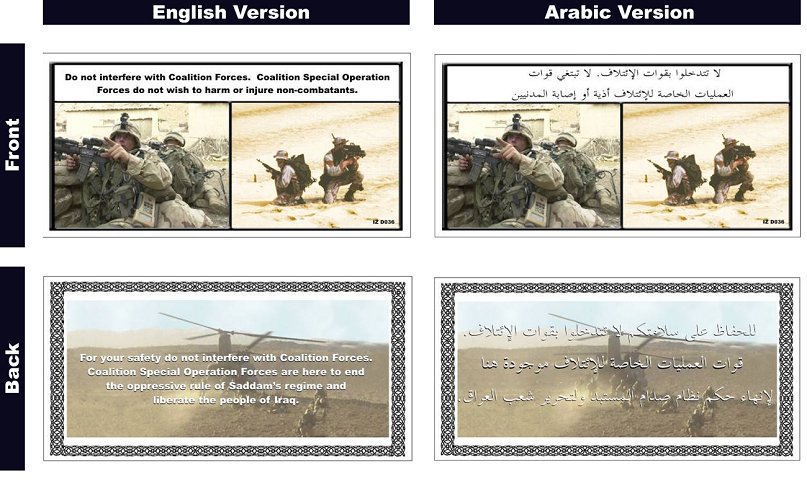 English Version
Arabic Version
Front
Do not interfere with Coalition Forces.  Coalition Special Operation
Forces do not wish to harm or injure non-combatants.
IZ D036
لا تتدخلوا بقوات الإئتلاف. لا تبتغي قوات
العمليات الخاصة للإئتلاف أذية أو إصابة المدنيين
IZ D036
Back
For your safety do not interfere with Coalition Forces.
Coalition Special Operation Forces are here to end
the oppressive rule of Saddam's regime and
liberate the people of Iraq.
للحفاظ على سلامتكم لا تتدخلوا بقوات الإئتلاف.
قوات العمليات الخاصة للإئتلاف موجودة هنا
لإنهاء حكم نظام صدام المستبد ولتحرير شعب العراق.